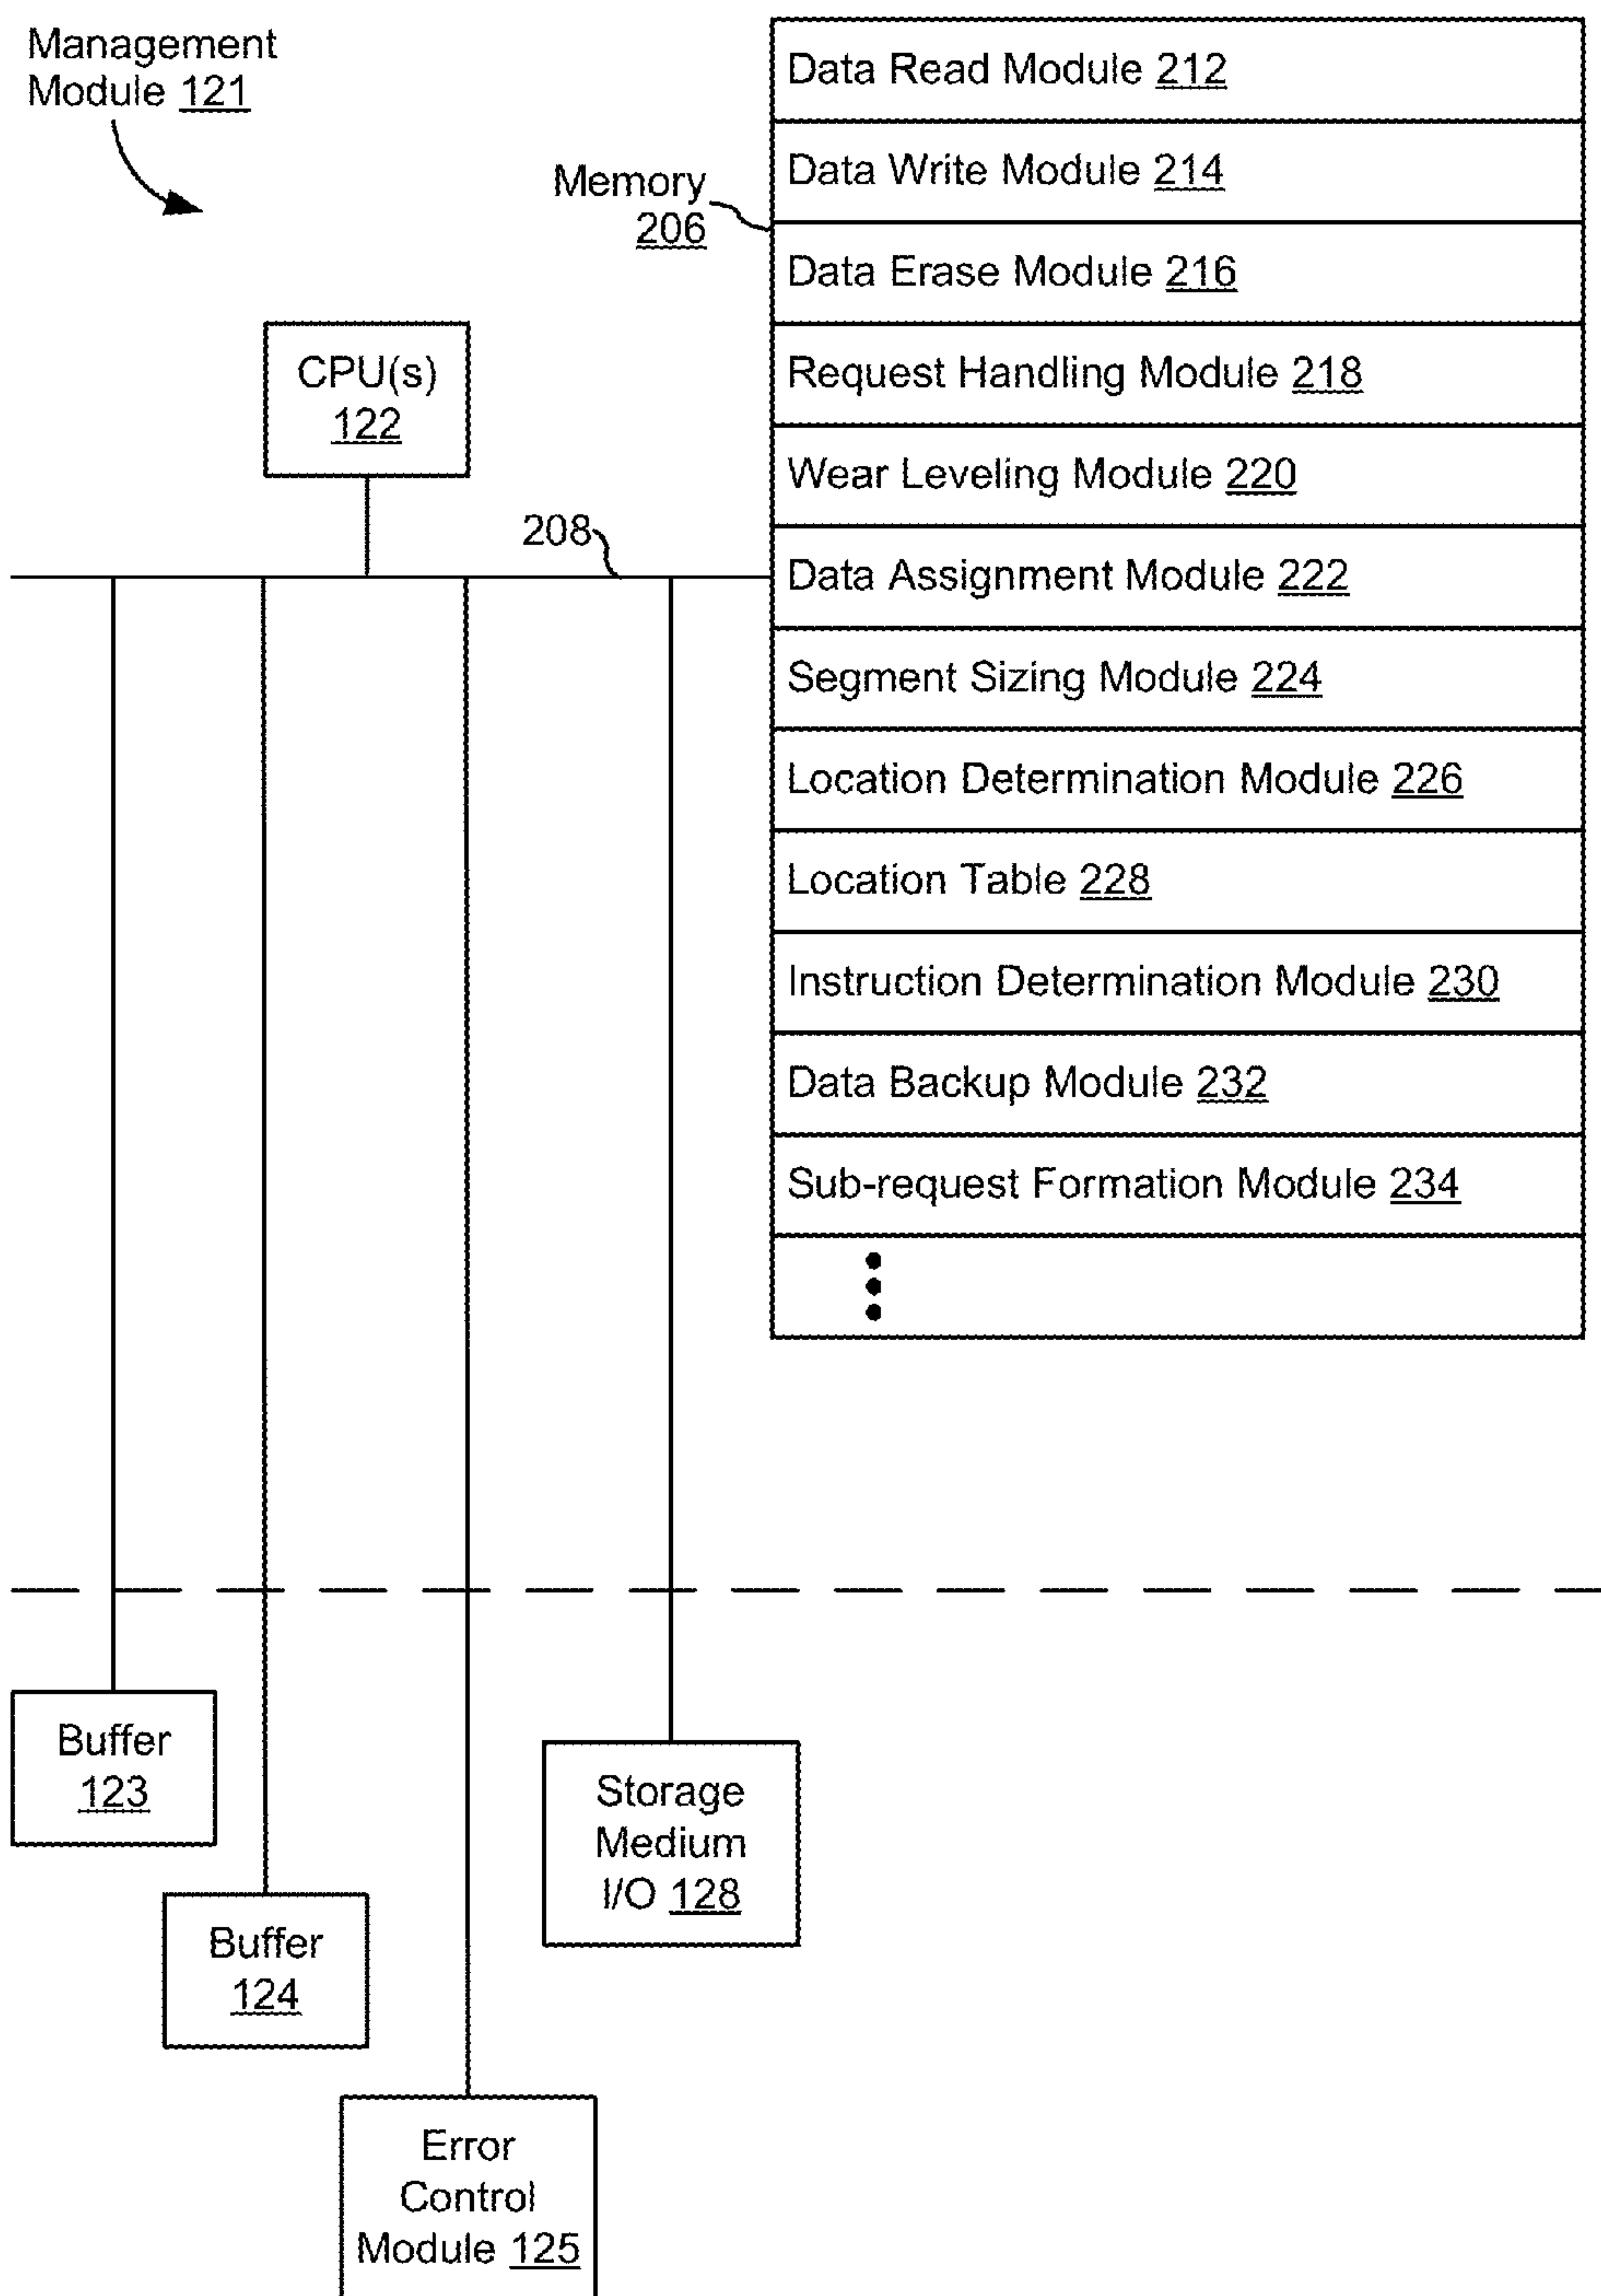 Management
Module 121
Memory
206
CPU(s)
122
208
Data Read Module 212
Data Write Module 214
Data Erase Module 216
Request Handling Module 218
Wear Leveling Module 220
Data Assignment Module 222
Segment Sizing Module 224
Location Determination Module 226
Location Table 228
Instruction Determination Module 230
Data Backup Module 232
Sub-request Formation Module 234
Buffer
123
Buffer
124
Storage
Medium
I/O 128
Error
Control
Module 125